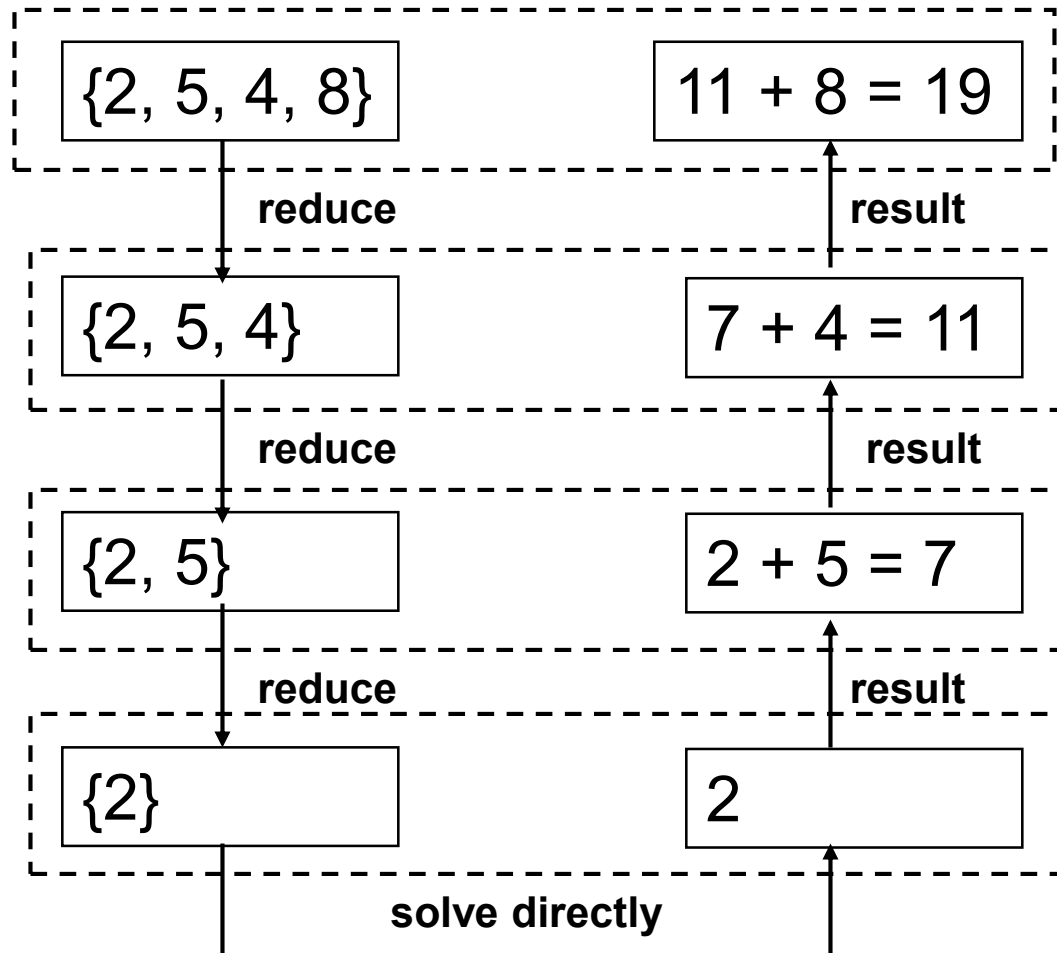 {2, 5, 4, 8}
11 + 8 = 19
reduce
result
{2, 5, 4}
7 + 4 = 11
reduce
result
{2, 5}
2 + 5 = 7
reduce
result
{2}
2
solve directly